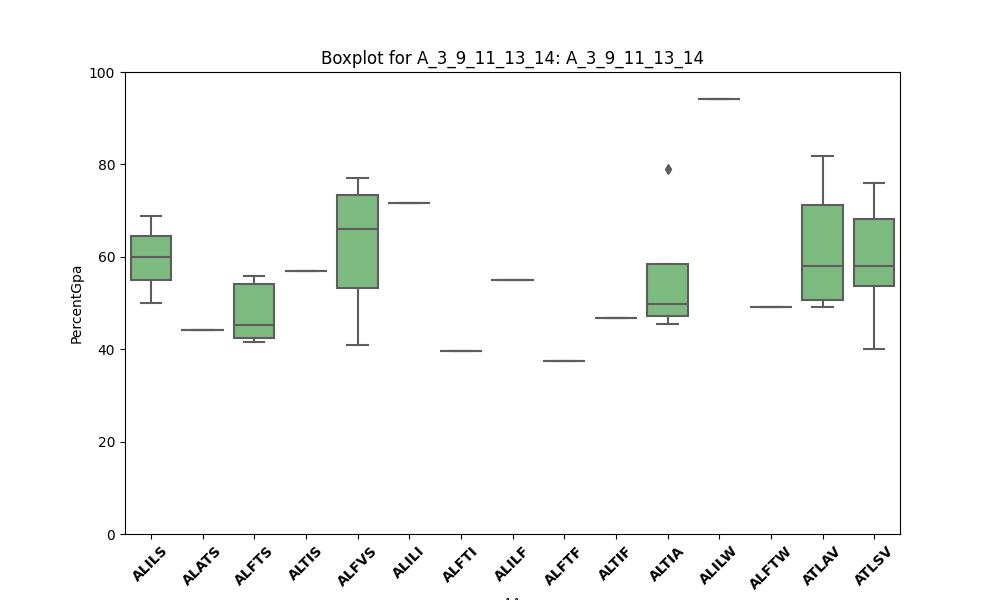 Boxplot for A_3_9_11_13_14: A_3_9_11_13_14
100
80
60
40
20
0
PercentGpa
ALILS
ALATS
ALFTS
ALTIS
ALFVS
ALILI
ALFTI
ALILF
ALFTF
ALTIF
ALTIA
ALILW
ALFTW
ATLAV
ATLSV